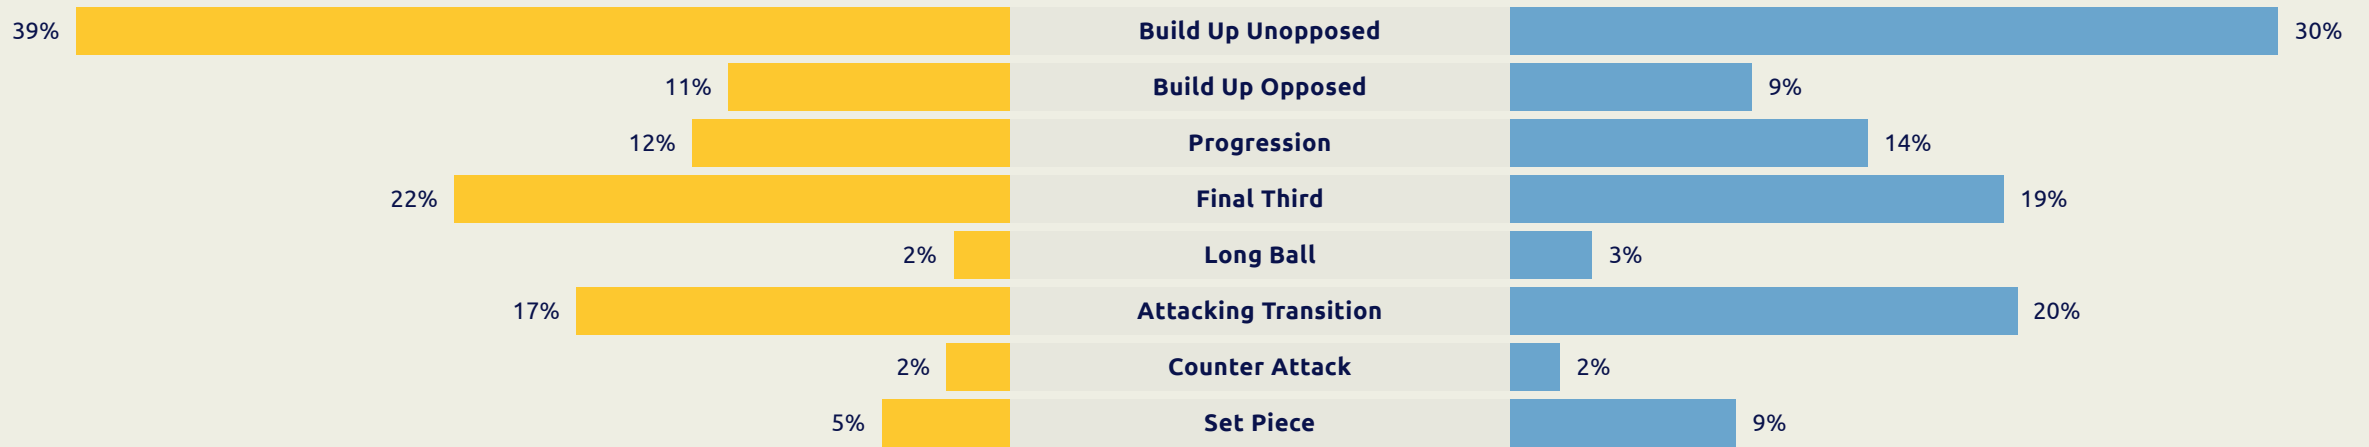 39% Build Up Unopposed 30%
11% Build Up Opposed 9%
12% Progression 14%
22% Final Third 19%
2% Long Ball 3%
17% Attacking Transition 20%
2% Counter Attack 2%
5% Set Piece 9%